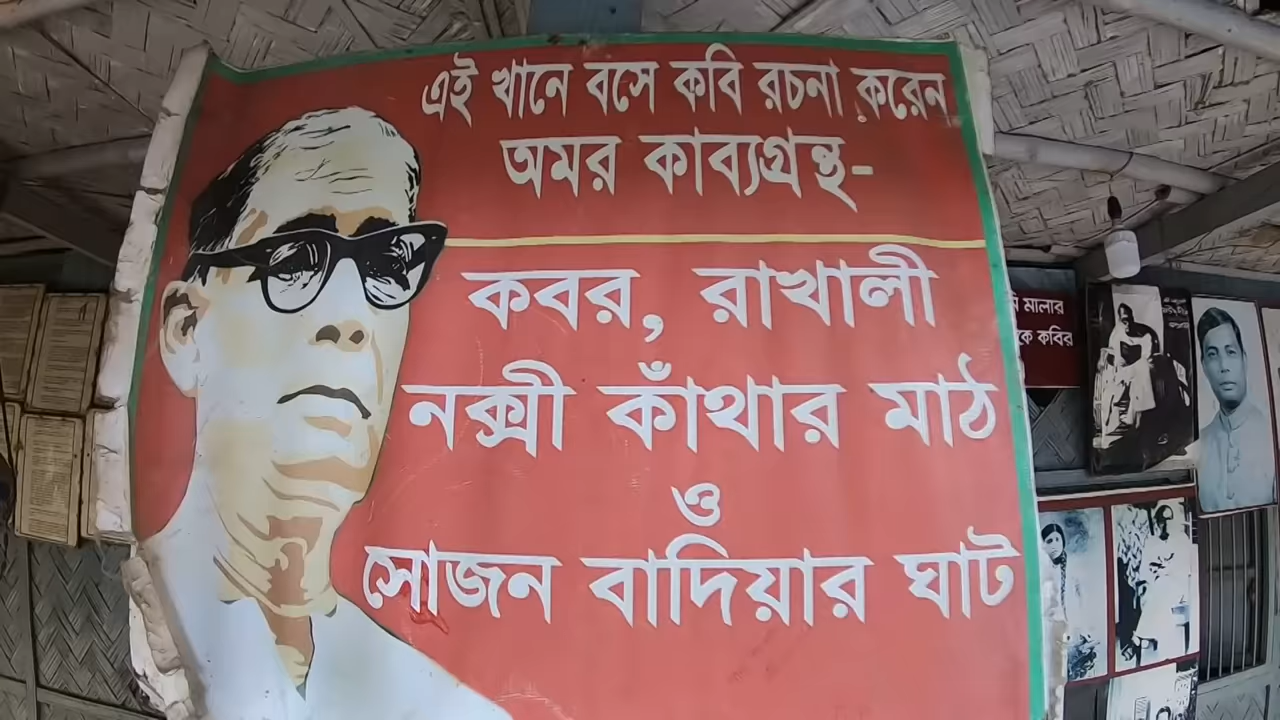 এই খানে বসে কবি রচনা করেন
অমর কাব্যগ্রন্থ-
কবর, রাখালী
নক্সী কাঁথার মাঠ
ও
সোজন বাদিয়ার ঘাট
মালার
কে কবির